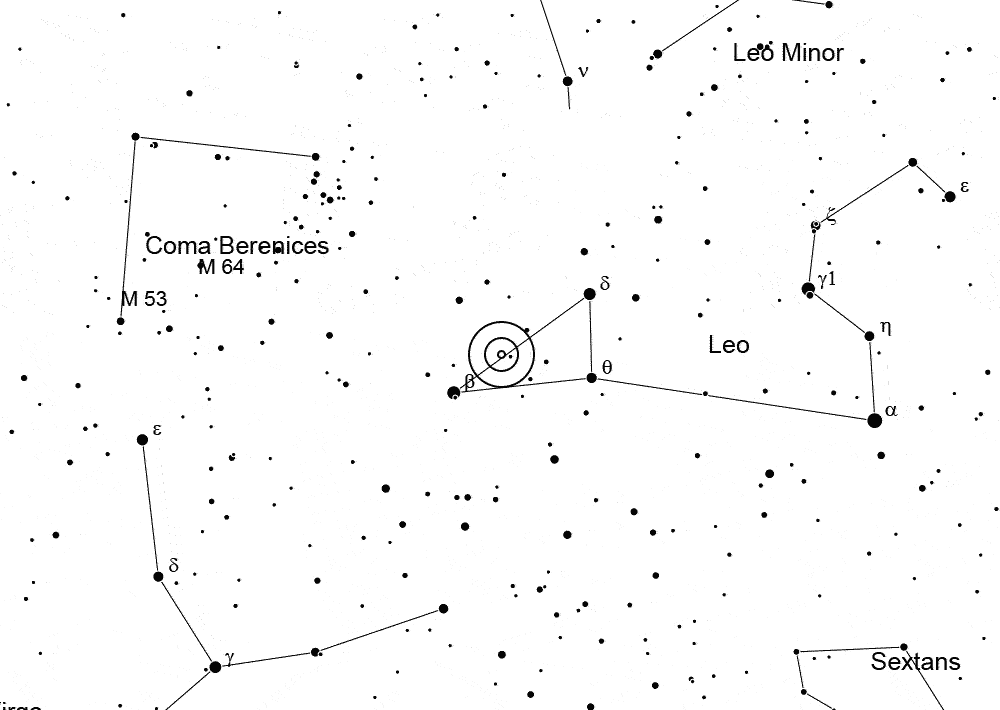 Leo Minor
ν
ε
ζ
Coma Berenices
M 64
γ1
δ
M 53
η
Leo
θ
β
α
ε
δ
γ
Sextans